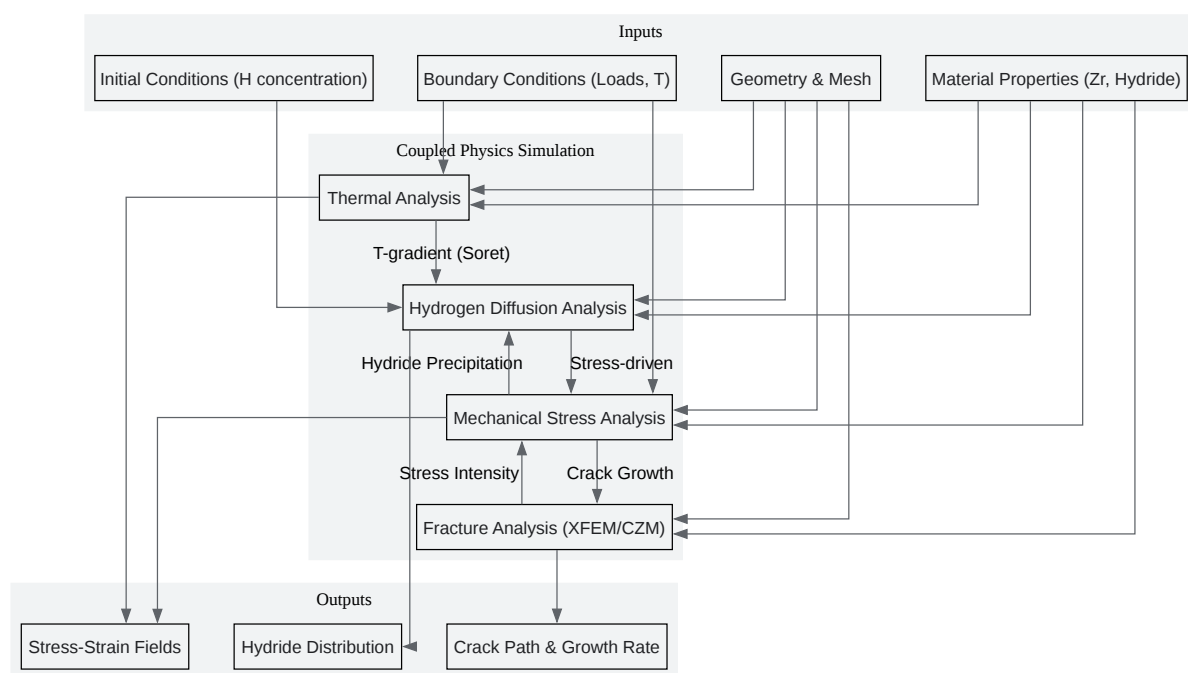 Inputs
Initial Conditions (H concentration)
Boundary Conditions (Loads, T)
Geometry & Mesh
Material Properties (Zr, Hydride)
Coupled Physics Simulation
Thermal Analysis
T-gradient (Soret)
Hydrogen Diffusion Analysis
Hydride Precipitation
Stress-driven
Mechanical Stress Analysis
Stress Intensity
Crack Growth
Fracture Analysis (XFEM/CZM)
Outputs
Stress-Strain Fields
Hydride Distribution
Crack Path & Growth Rate